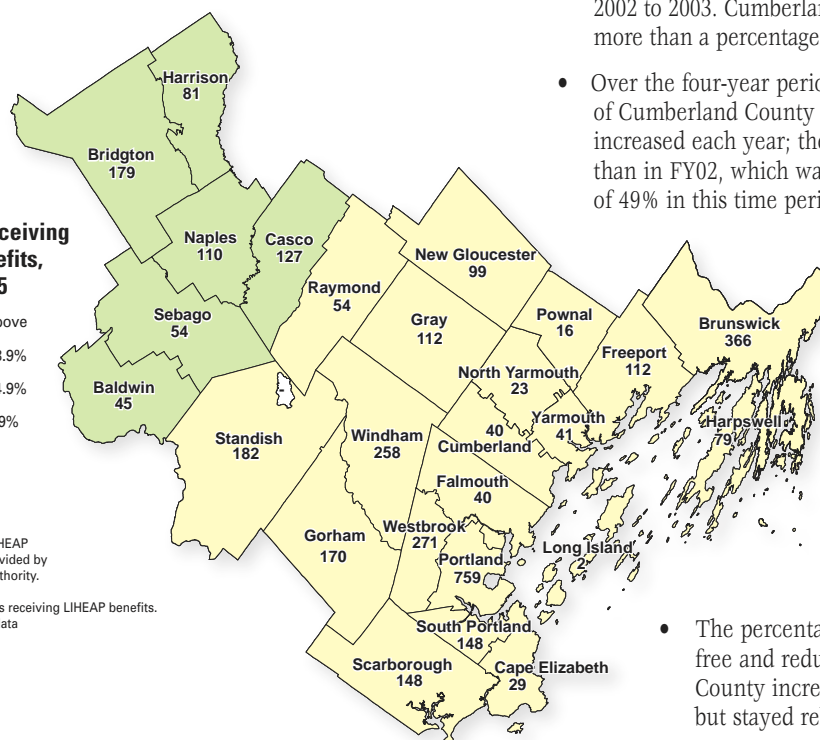 2002 to 2003. Cumberlan
more than a percentage
• Over the four-year perio
of Cumberland County
increased each year; the
than in FY02, which wa
of 49% in this time peri
ceiving
efits,
5
bove
.9%
.9%
9%
HEAP
vided by
thority.
s receiving LIHEAP benefits.
ata
Harrison
81
Bridgton
179
Naples
110
Casco
127
Sebago
54
Baldwin
45
Raymond
54
New Gloucester
99
Gray
112
Pownal
16
Brunswick
366
Freeport
112
North Yarmouth
23
Yarmouth
41
Harpswell
79
40
Cumberland
Standish
182
Windham
258
Falmouth
40
Westbrook
271
Gorham
170
Portland
759
Long Island
2
-
South Portland
148
Scarborough
148
Cape Elizabeth
29
• The percenta
free and redu
County incre
but stayed re